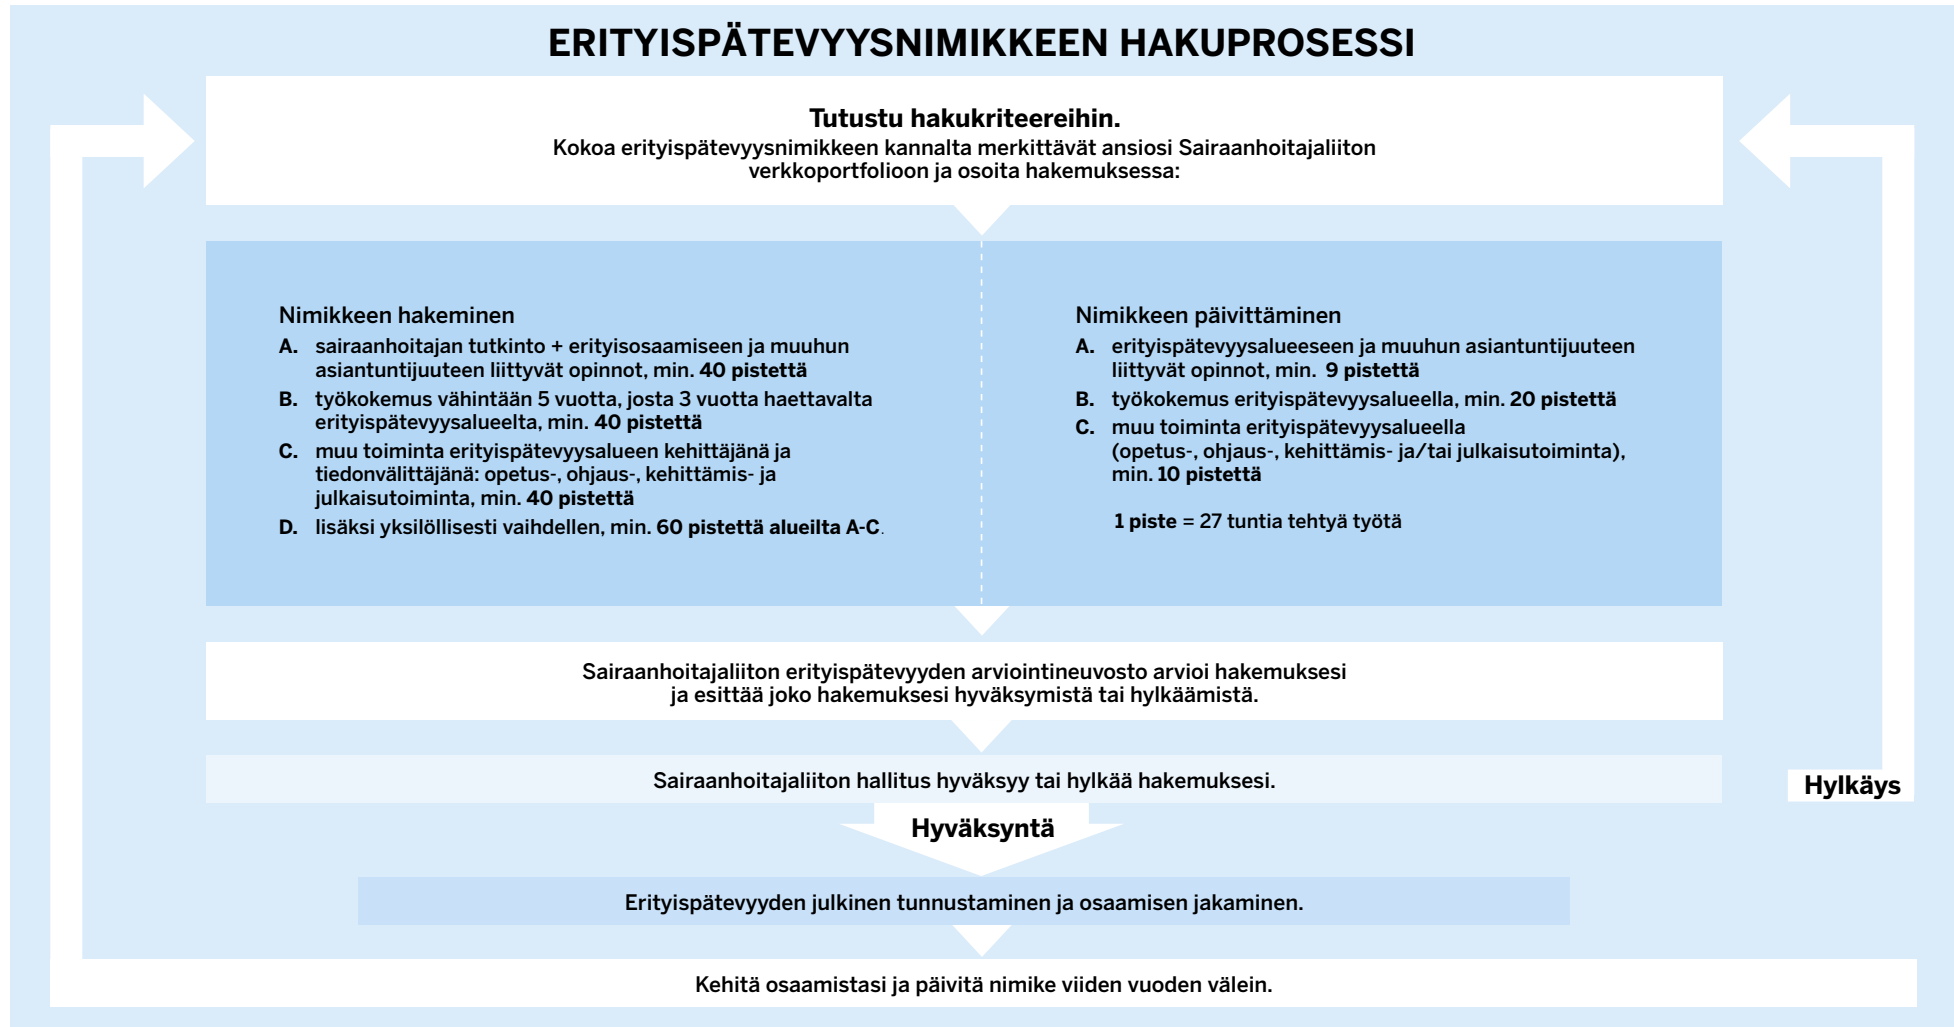 ERITYISPÄTEVYYSNIMIKKEEN HAKUPROSESSI
Tutustu hakukriteereihin.
Kokoa erityispätevyysnimikkeen kannalta merkittävät ansiosi Sairaanhoitajaliiton
verkkoportfolioon ja osoita hakemuksessa:
Nimikkeen hakeminen
A. sairaanhoitajan tutkinto + erityisosaamiseen ja muuhun
asiantuntijuuteen liittyvät opinnot, min. 40 pistettä
B. työkokemus vähintään 5 vuotta, josta 3 vuotta haettavalta
erityispätevyysalueelta, min. 40 pistettä
C. muu toiminta erityispätevyysalueen kehittäjänä ja
tiedonvälittäjänä: opetus-, ohjaus-, kehittämis- ja
julkaisutoiminta, min. 40 pistettä
D. lisäksi yksilöllisesti vaihdellen, min. 60 pistettä alueilta A-C.
Nimikkeen päivittäminen
A. erityispätevyysalueeseen ja muuhun asiantuntijuuteen
liittyvät opinnot, min. 9 pistettä
B. työkokemus erityispätevyysalueella, min. 20 pistettä
C. muu toiminta erityispätevyysalueella
(opetus-, ohjaus-, kehittämis- ja/tai julkaisutoiminta),
min. 10 pistettä
1 piste = 27 tuntia tehtyä työtä
Sairaanhoitajaliiton erityispätevyyden arviointineuvosto arvioi hakemuksesi
ja esittää joko hakemuksesi hyväksymistä tai hylkäämistä.
Sairaanhoitajaliiton hallitus hyväksyy tai hylkää hakemuksesi.
Hylkäys
Hyväksyntä
Erityispätevyyden julkinen tunnustaminen ja osaamisen jakaminen.
Kehitä osaamistasi ja päivitä nimike viiden vuoden välein.